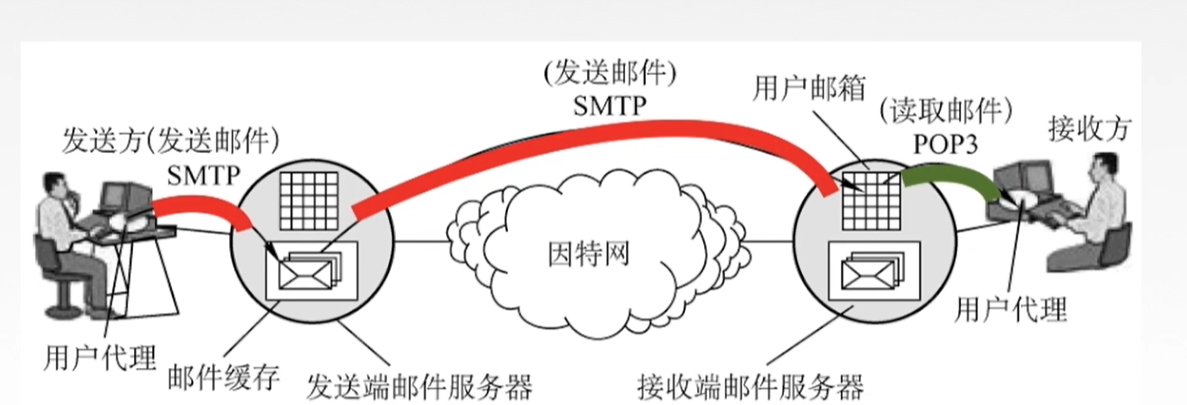 (发送邮件)
SMTP
用户邮箱
(读取邮件)
POP3
接收方
发送方(发送邮件)
SMTP
因特网
用户代理
用户代理
邮件缓存
发送端邮件服务器
接收端邮件服务器